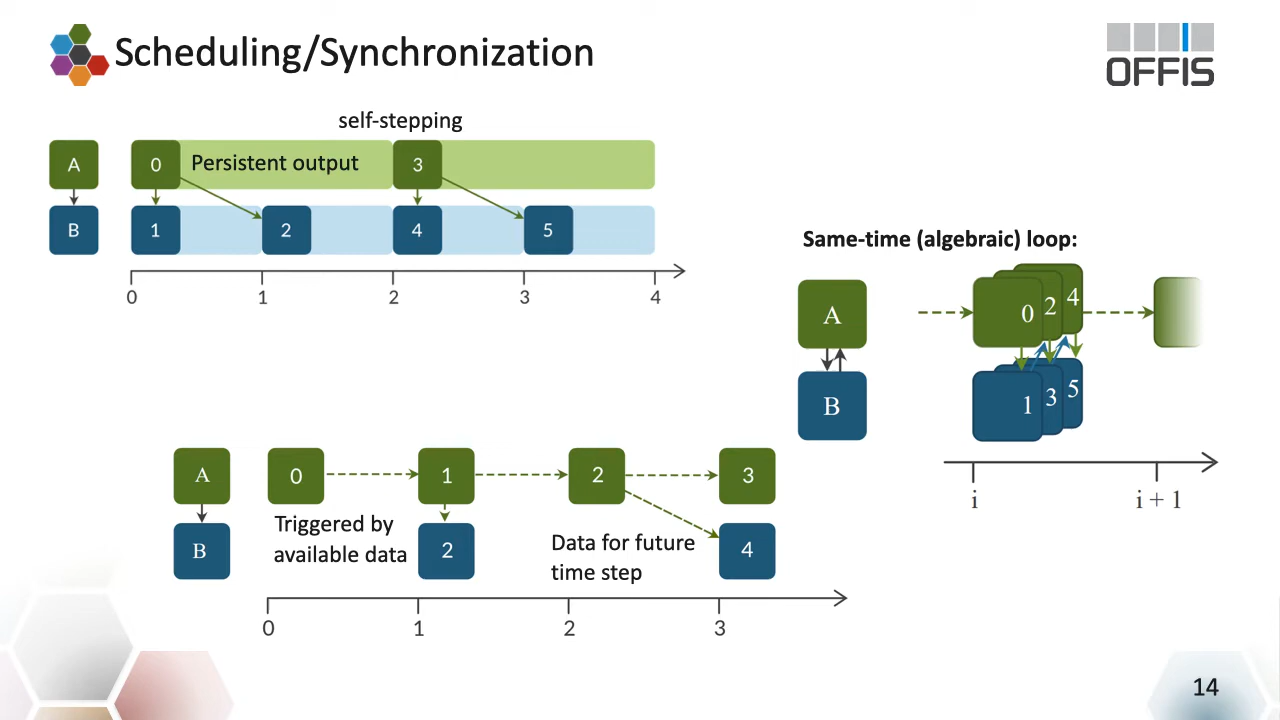 Scheduling/Synchronization
OFFIS
self-stepping
A
0
Persistent output
3
B
1
2
4
5
0
1
2
3
4
Same-time (algebraic) loop:
A
0
2
4
B
1
3
5
i
i + 1
A
0
1
2
3
Triggered by
available data
B
2
Data for future
time step
4
0
1
2
3
14